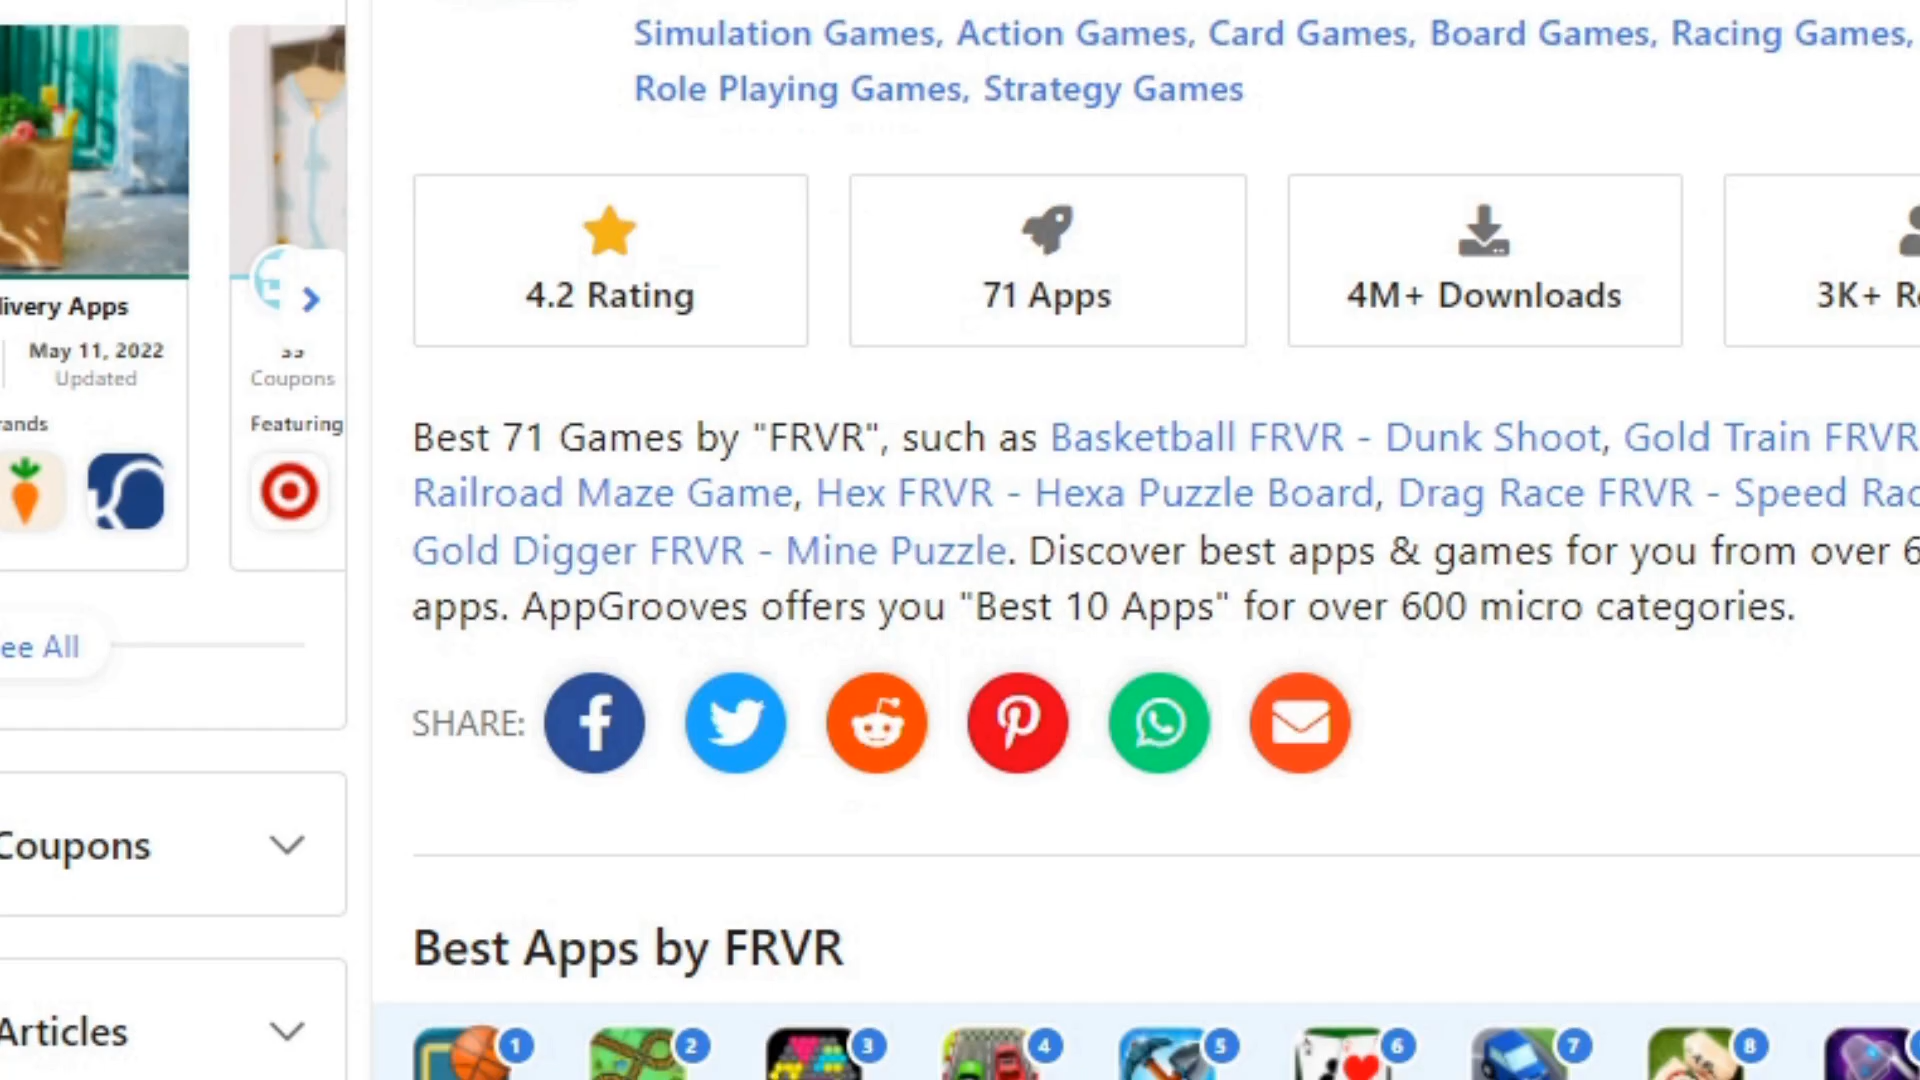 Simulation Games, Action Games, Card Games, Board Games, Racing Games,
Role Playing Games, Strategy Games
4.2 Rating
71 Apps
4M+ Downloads
3K+
livery Apps
May 11, 2022
Updated
Coupons
rands
Featuring
ee All
Best 71 Games by "FRVR", such as Basketball FRVR - Dunk Shoot, Gold Train FRVR
Railroad Maze Game, Hex FRVR - Hexa Puzzle Board, Drag Race FRVR - Speed Rac
Gold Digger FRVR - Mine Puzzle. Discover best apps & games for you from over 6
apps. AppGrooves offers you "Best 10 Apps" for over 600 micro categories.
SHARE:
Coupons
Articles
Best Apps by FRVR
1 2 3 4 5 6 7 8